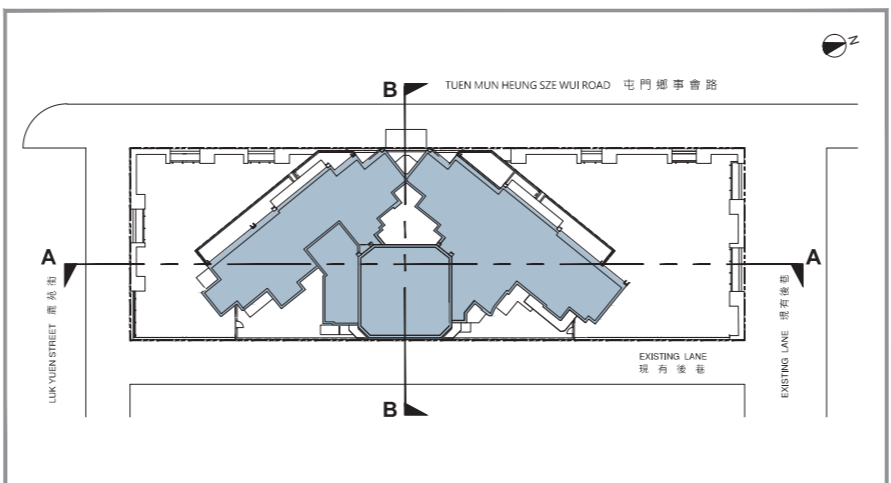 N
B
TUEN MUN HEUNG SZE WUI ROAD 屯門鄉事會路
A
A
LUK YUEN STREET 鹿苑街
EXISTING LANE 現有後巷
EXISTING LANE
現有後巷
B